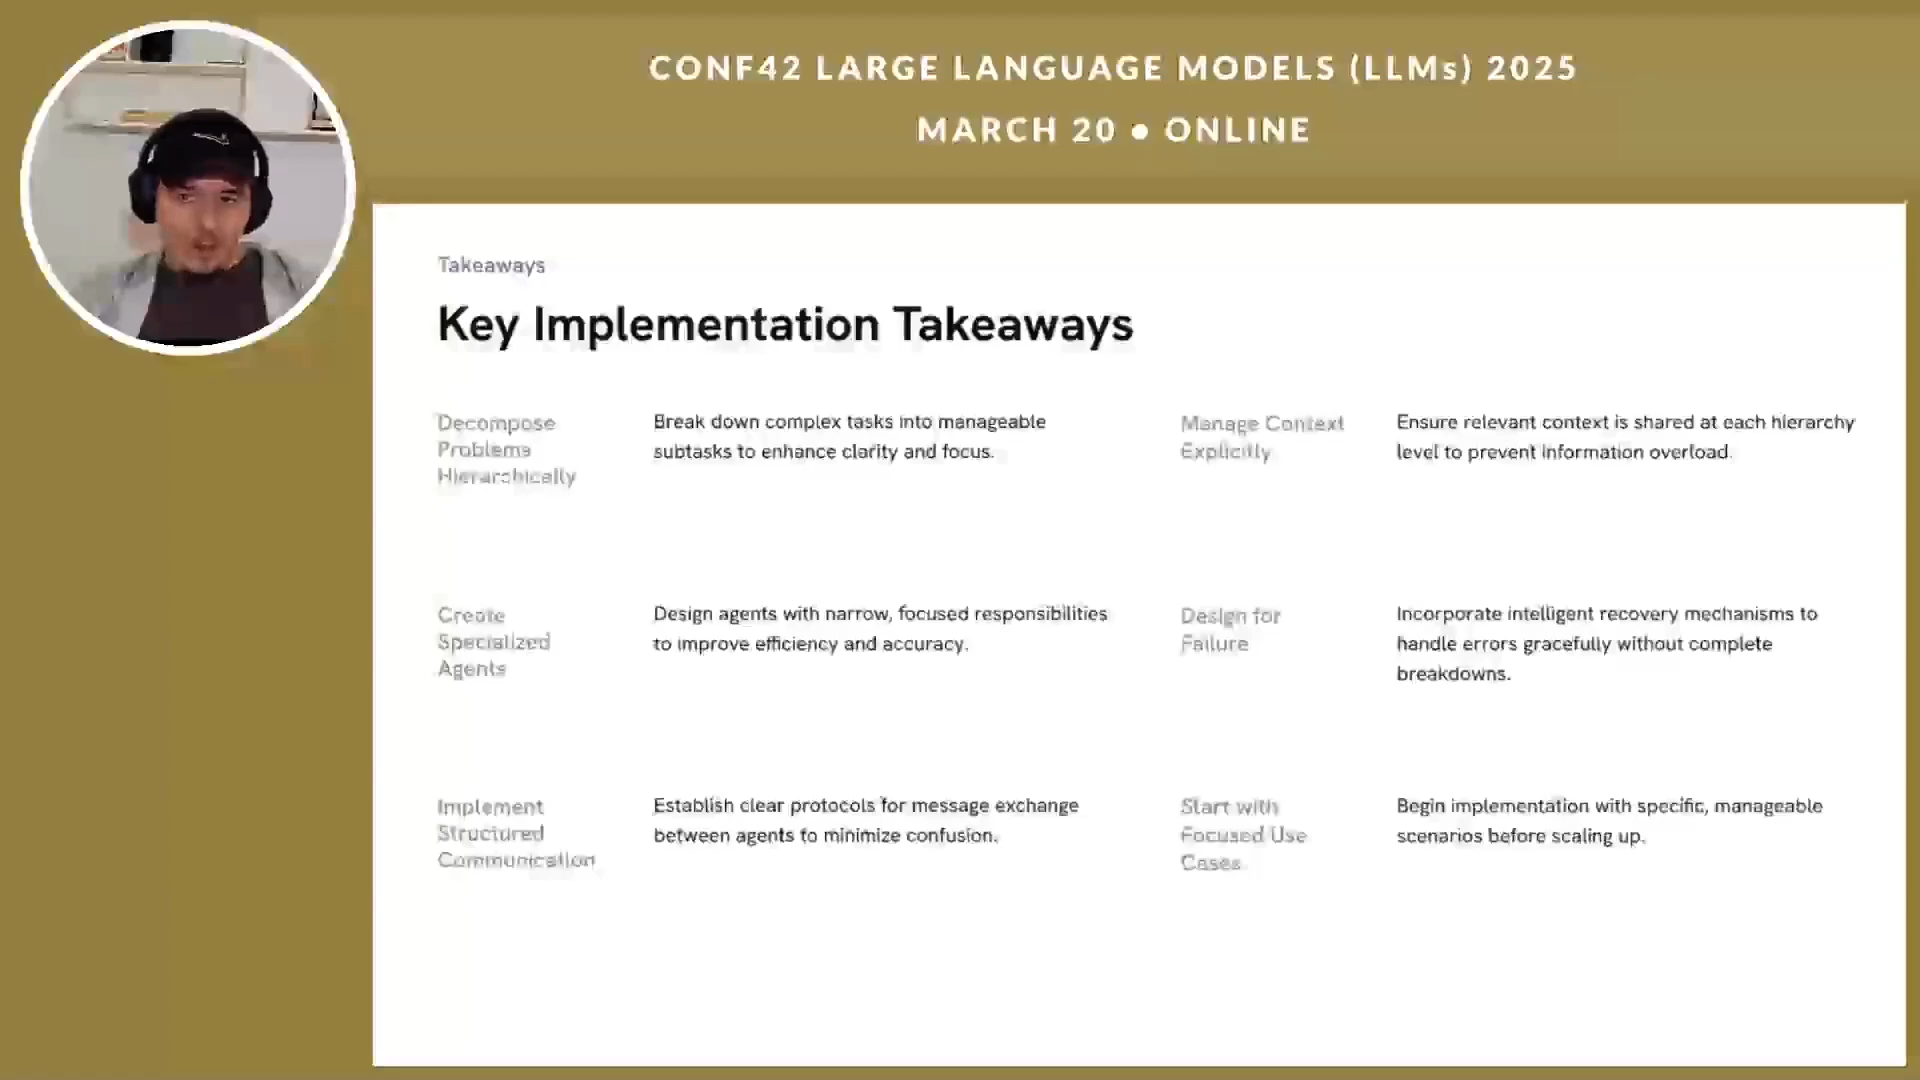 CONF42 LARGE LANGUAGE MODELS (LLMs) 2025
MARCH 20 • ONLINE
Takeaways
Key Implementation Takeaways
Decompose
Problems
Hierarchically
Break down complex tasks into manageable
subtasks to enhance clarity and focus.
Manage Context
Explicitly
Ensure relevant context is shared at each hierarchy
level to prevent information overload.
Create
Specialized
Agents
Design agents with narrow, focused responsibilities
to improve efficiency and accuracy.
Design for
Failure
Incorporate intelligent recovery mechanisms to
handle errors gracefully without complete
breakdowns.
Implement
Structured
Communication
Establish clear protocols for message exchange
between agents to minimize confusion.
Start with
Focused Use
Cases
Begin implementation with specific, manageable
scenarios before scaling up.